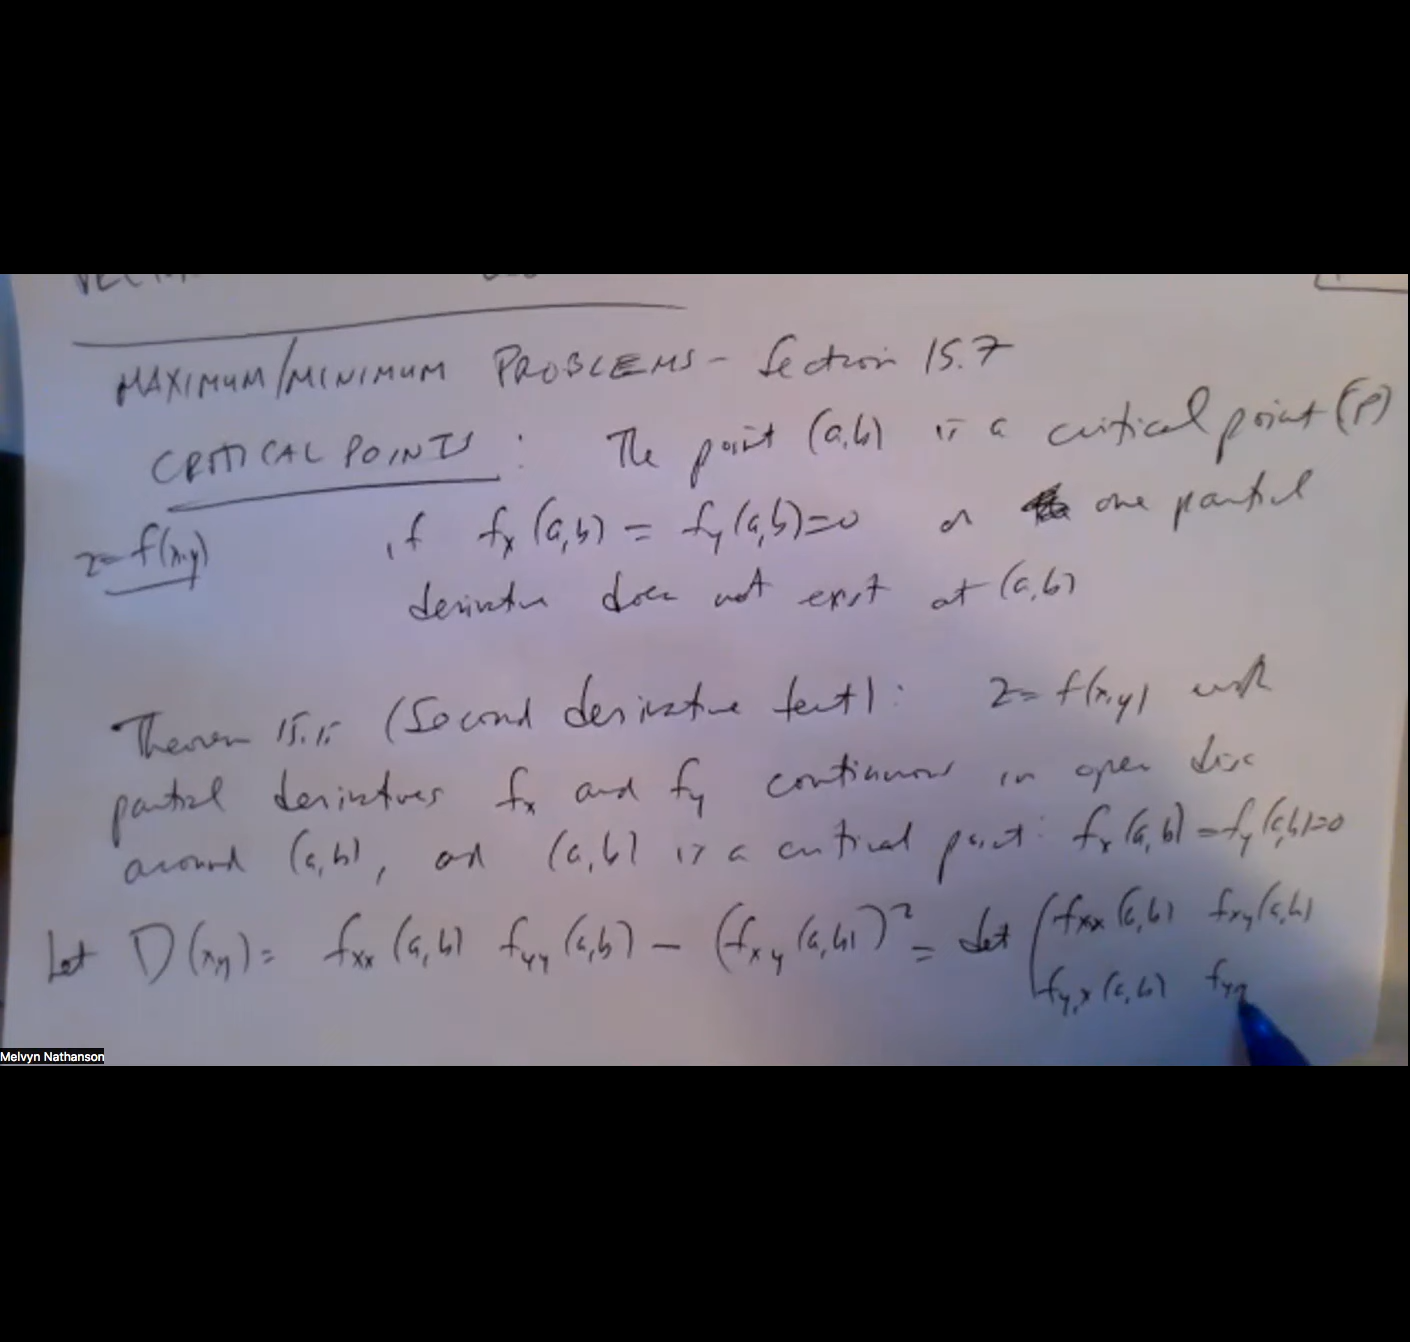 MAXIMUM/MINIMUM PROBLEMS - Section 15.7
CRITICAL POINTS : The point (a,b) is a critical point (P)
z=f(x,y) if fx (a,b) = fy (a,b)=0 or one partial
derivative does not exist at (a,b)
Theorem 15.15 (Second derivative test): z=f(x,y) with
partial derivatives fx and fy continuous in open disc
around (a,b), and (a,b) is a critical point: fx (a,b) = fy (a,b)=0
Let D(x,y) = fxx (a,b) fyy (a,b) - (fxy (a,b))² = det (fxx (a,b) fxy (a,b)
fy,x (a,b) fyy
Melvyn Nathanson